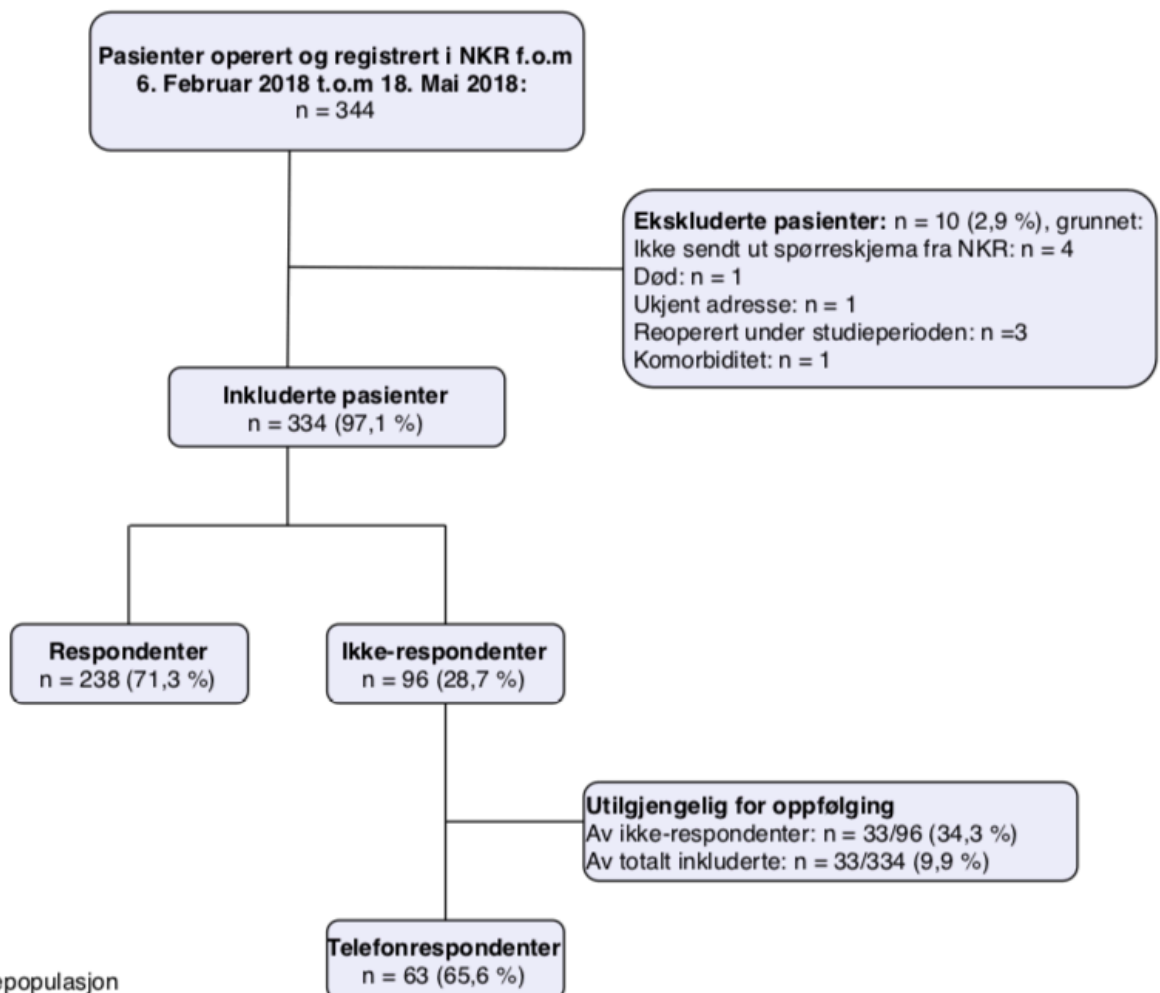 Pasienter operert og registrert i NKR f.o.m
6. Februar 2018 t.o.m 18. Mai 2018:
n = 344
Ekskluderte pasienter: n = 10 (2,9 %), grunnet:
Ikke sendt ut spørreskjema fra NKR: n = 4
Død: n = 1
Ukjent adresse: n = 1
Reoperert under studieperioden: n =3
Komorbiditet: n = 1
Inkluderte pasienter
n = 334 (97,1 %)
Respondenter
n = 238 (71,3 %)
Ikke-respondenter
n = 96 (28,7 %)
Utilgjengelig for oppfølging
Av ikke-respondenter: n = 33/96 (34,3 %)
Av totalt inkluderte: n = 33/334 (9,9 %)
Telefonrespondenter
n = 63 (65,6 %)
epopulasjon